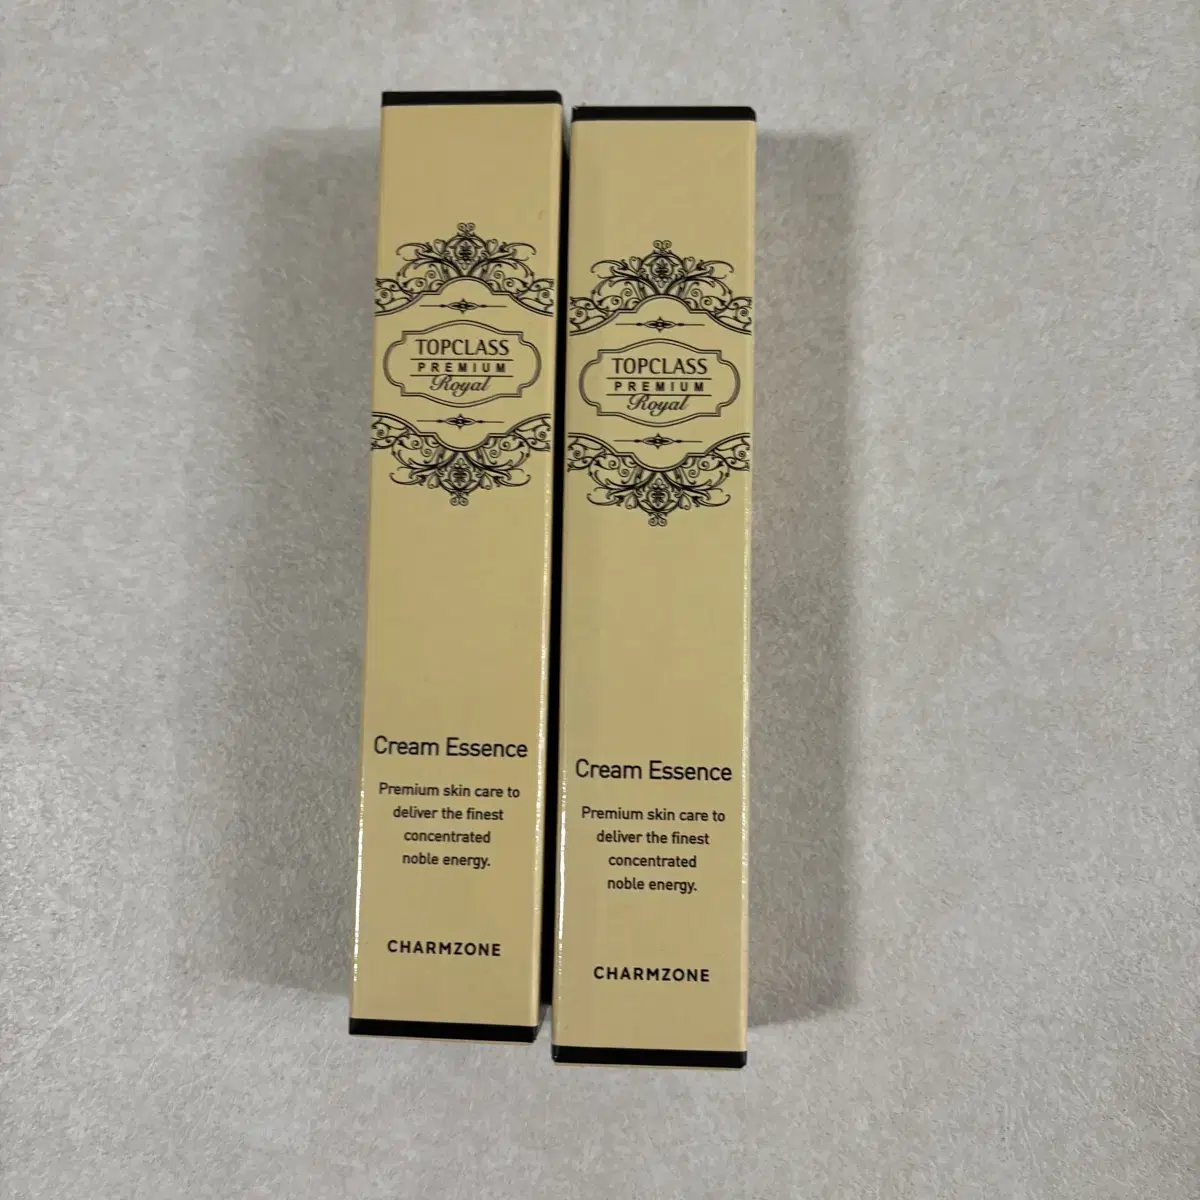 TOPCLASS
PREMIUM
Royal
Cream Essence
Premium skin care to
deliver the finest
concentrated
noble energy.
CHARMZONE
TOPCLASS
PREMIUM
Royal
Cream Essence
Premium skin care to
deliver the finest
concentrated
noble energy.
CHARMZONE